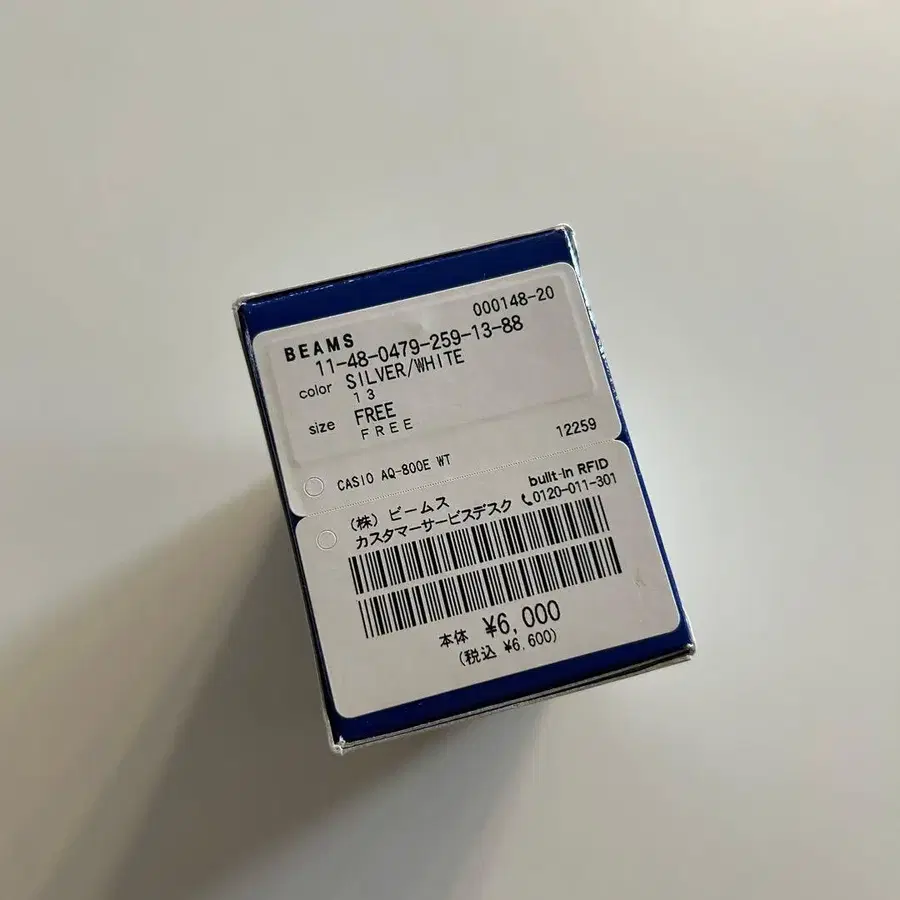 000148-20
BEAMS
11-48-0479-259-13-88
color SILVER/WHITE
13
size FREE
FREE
12259
CASIO AQ-800E WT
built-in RFID
(株) ビームス
カスタマーサービスデスク 0120-011-301
本体 ¥6,000
(税込 ¥6,600)